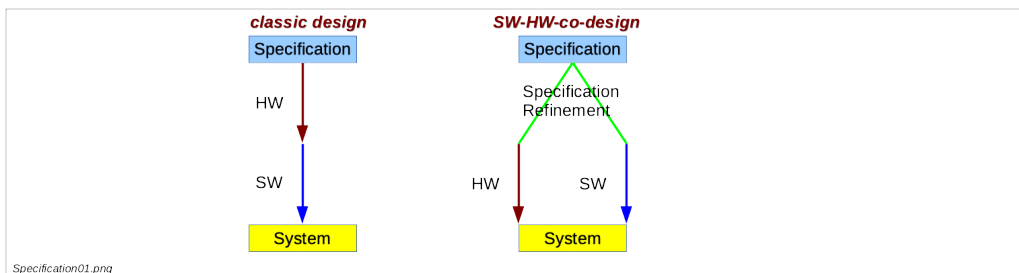 classic design
SW-HW-co-design
Specification
Specification
HW
Specification
Refinement
SW
HW
SW
System
System
Specification01.png